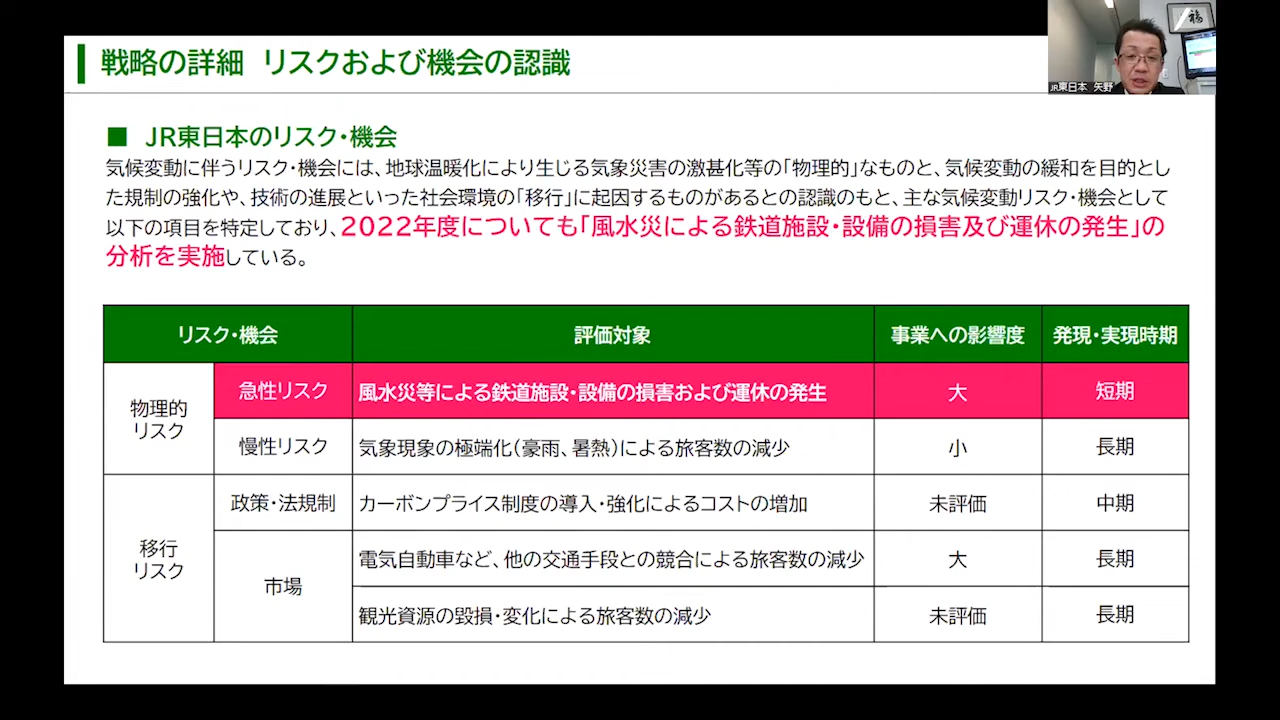 戦略の詳細 リスクおよび機会の認識
福
JR東日本 矢野
■ JR東日本のリスク・機会
気候変動に伴うリスク・機会には、地球温暖化により生じる気象災害の激甚化等の「物理的」なものと、気候変動の緩和を目的とし
た規制の強化や、技術の進展といった社会環境の「移行」に起因するものがあるとの認識のもと、主な気候変動リスク・機会として
以下の項目を特定しており、2022年度についても「風水災による鉄道施設・設備の損害及び運休の発生」の
分析を実施している。
リスク・機会 評価対象 事業への影響度 発現・実現時期
物理的
リスク
急性リスク 風水災等による鉄道施設・設備の損害および運休の発生 大 短期
慢性リスク 気象現象の極端化(豪雨、暑熱)による旅客数の減少 小 長期
移行
リスク
政策・法規制 カーボンプライス制度の導入・強化によるコストの増加 未評価 中期
市場
電気自動車など、他の交通手段との競合による旅客数の減少 大 長期
観光資源の毀損・変化による旅客数の減少 未評価 長期